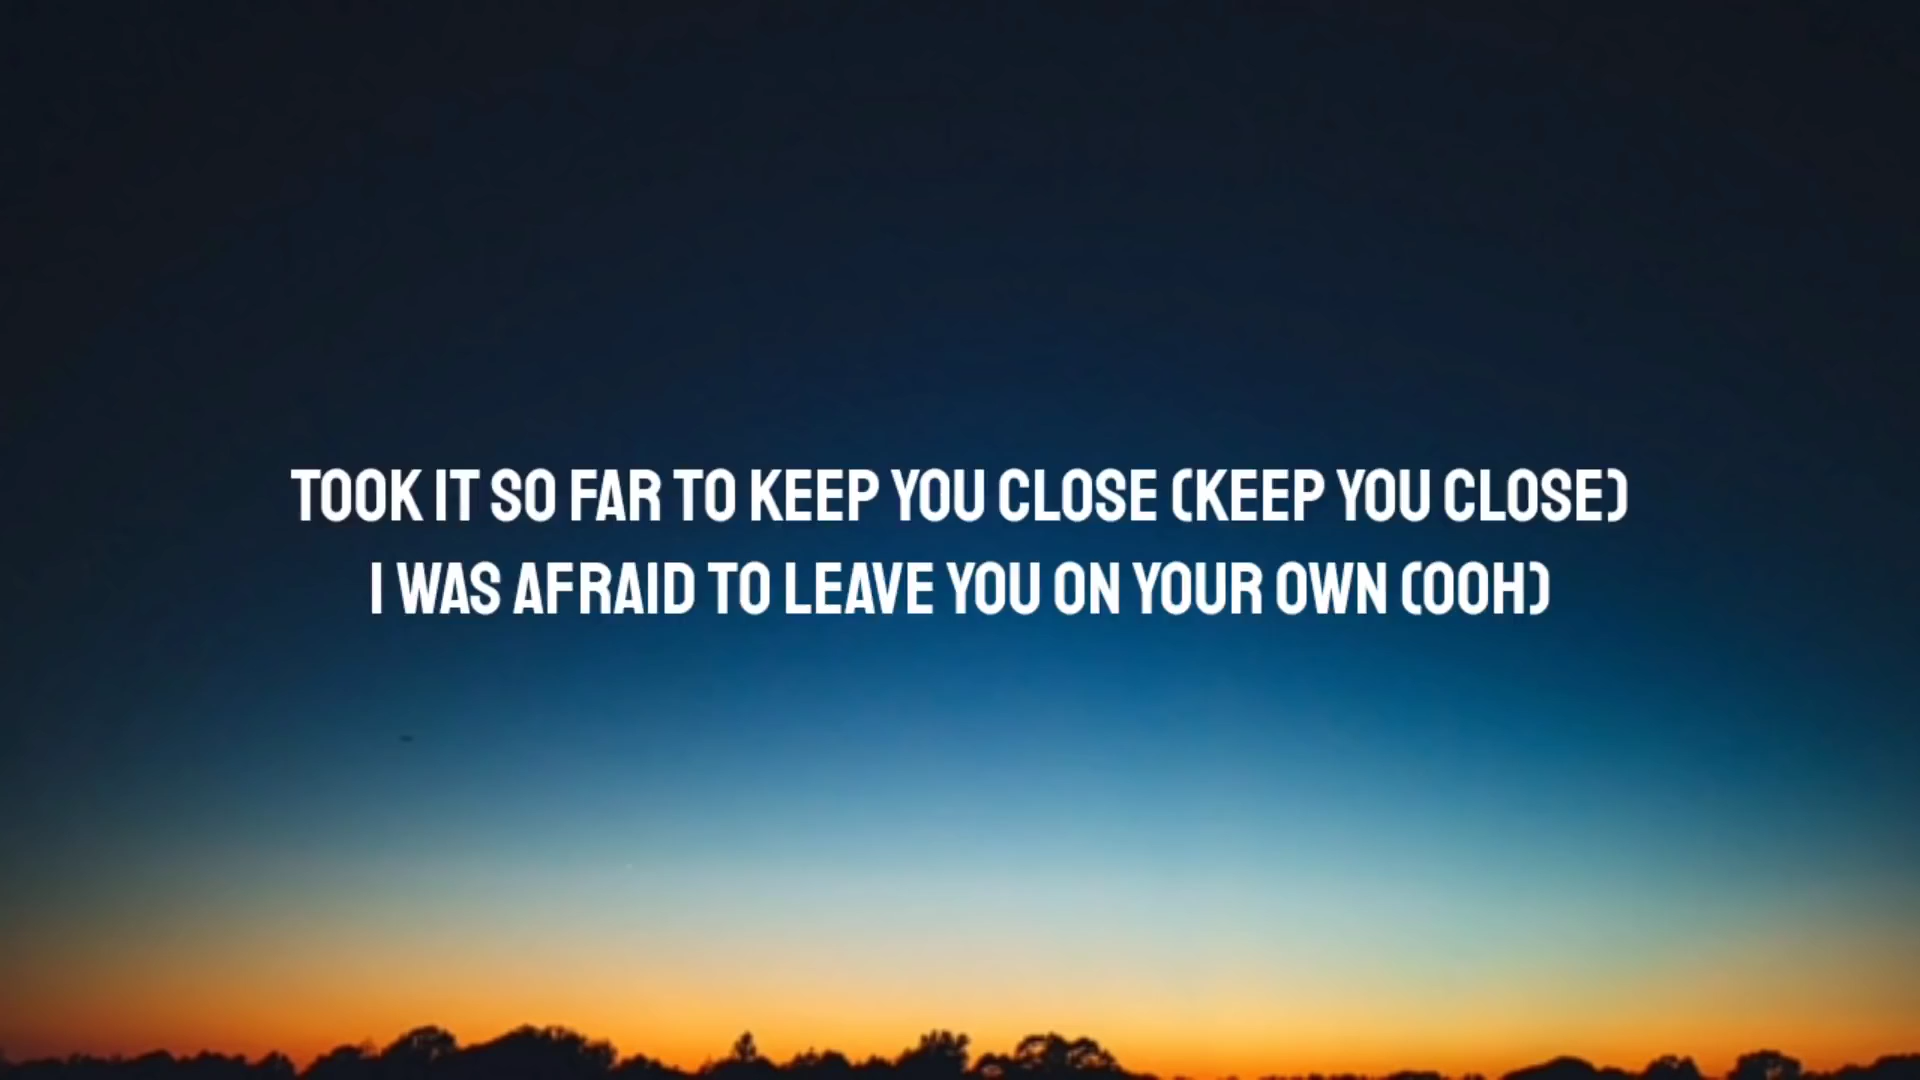 TOOK IT SO FAR TO KEEP YOU CLOSE (KEEP YOU CLOSE)
I WAS AFRAID TO LEAVE YOU ON YOUR OWN (OOH)